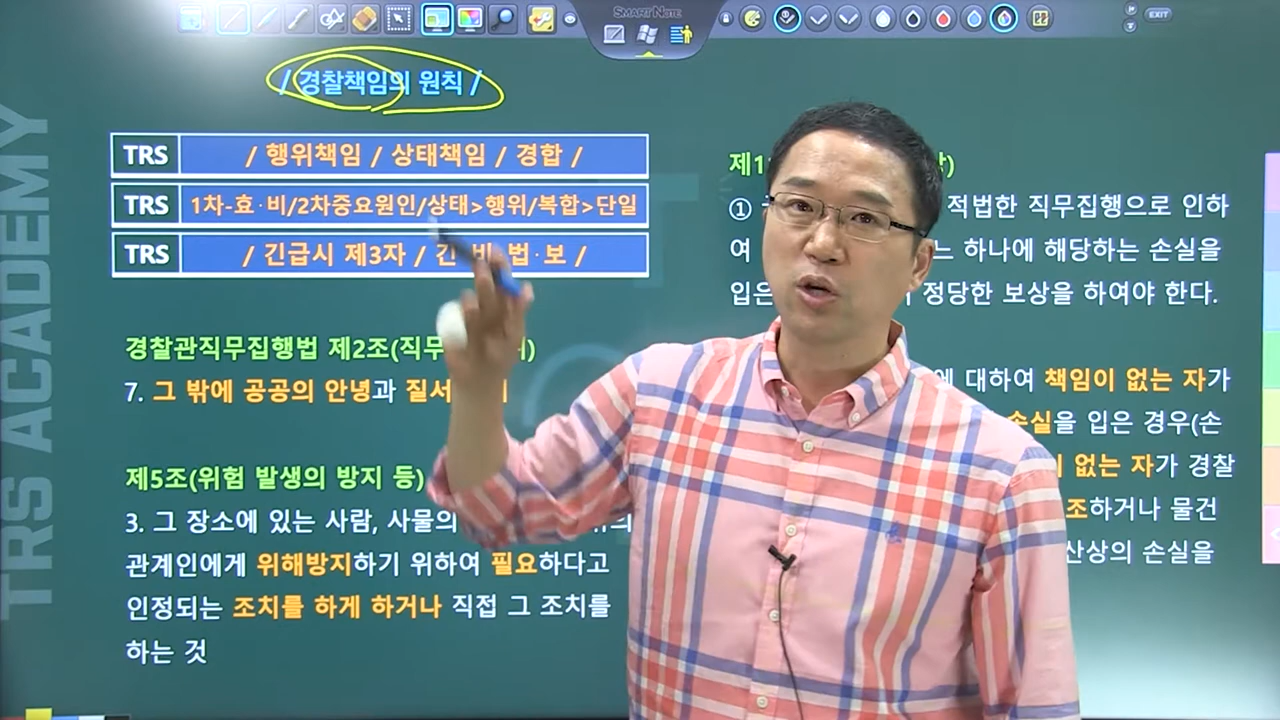 SMARTNOTE
EXIT
/ 경찰책임의 원칙 /
TRS / 행위책임 / 상태책임 / 경합 /
TRS 1차-효·비/2차중요원인/상태>행위/복합>단일
TRS / 긴급시 제3자 / 긴 비 법·보 /
경찰관직무집행법 제2조(직무
7. 그 밖에 공공의 안녕과 질서
제5조(위험 발생의 방지 등)
3. 그 장소에 있는 사람, 사물의
관계인에게 위해방지하기 위하여 필요하다고
인정되는 조치를 하게 하거나 직접 그 조치를
하는 것
제1
① 적법한 직무집행으로 인하
여 하나에 해당하는 손실을
입은 정당한 보상을 하여야 한다.
대하여 책임이 없는 자가
손실을 입은 경우(손
없는 자가 경찰
조하거나 물건
산상의 손실을
TRS ACADEMY